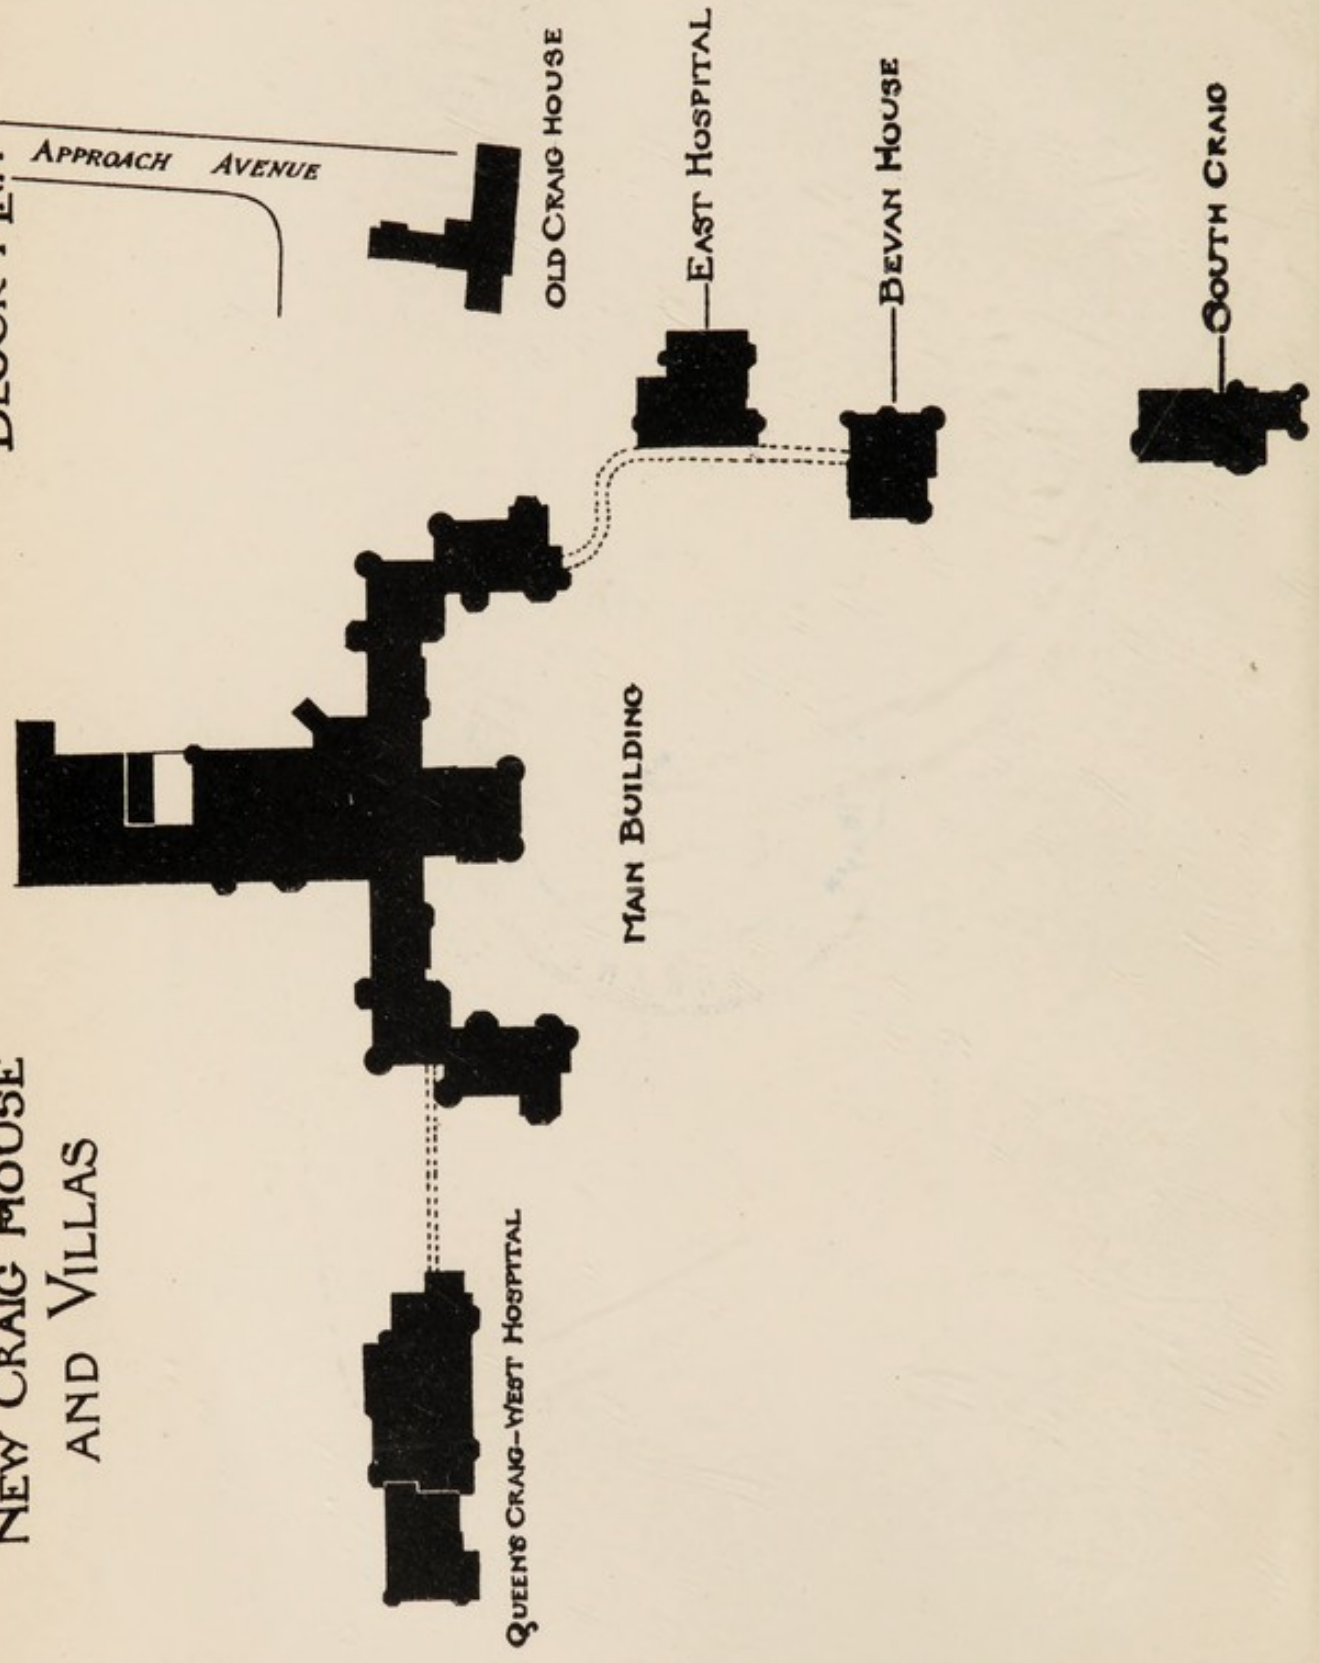 NEW CRAIG HOUSE
AND VILLAS
APPROACH AVENUE
OLD CRAIG HOUSE
EAST HOSPITAL
BEVAN HOUSE
SOUTH CRAIG
MAIN BUILDING
QUEEN'S CRAIG-WEST HOSPITAL